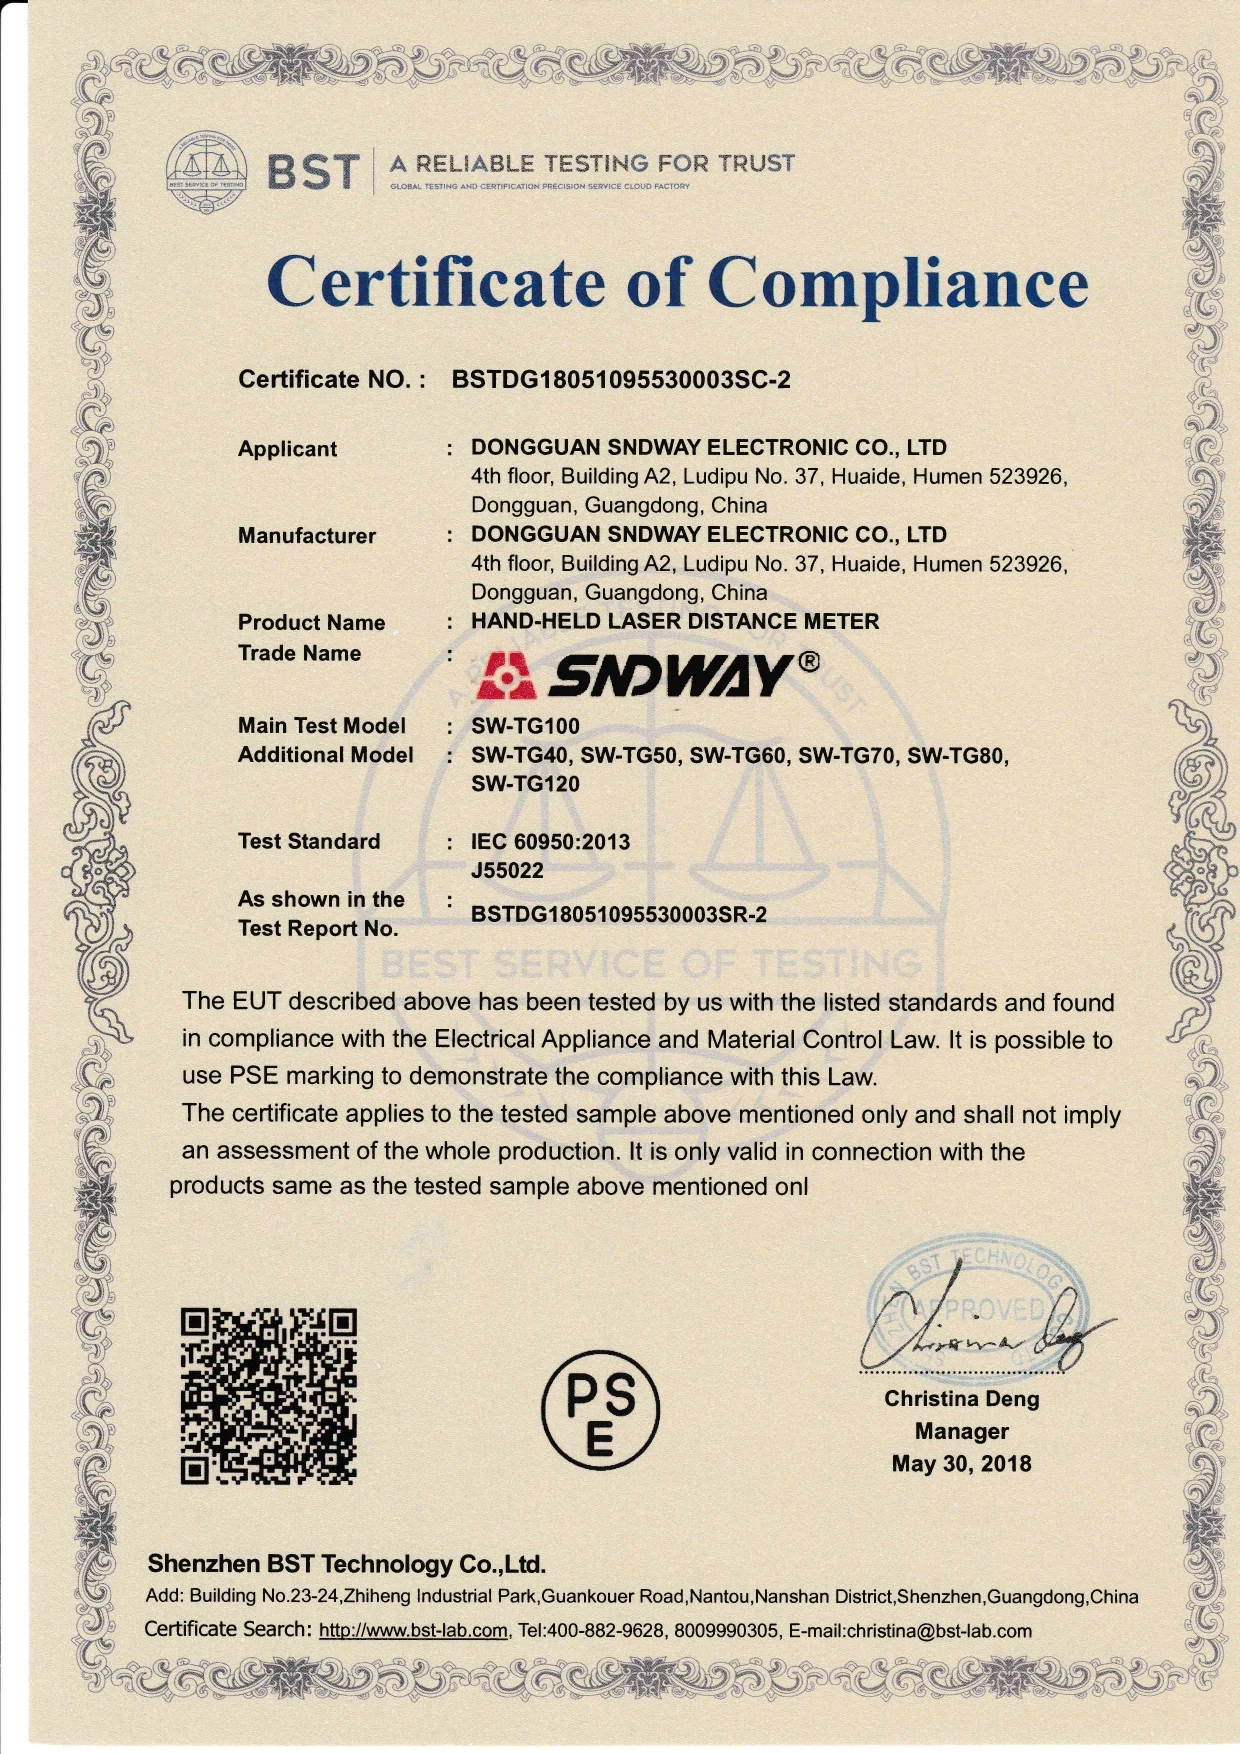 BEST SERVICE OF TESTING
BST
A RELIABLE TESTING FOR TRUST
GLOBAL TESTING AND CERTIFICATION PRECISION SERVICE CLOUD FACTORY
Certificate of Compliance
Certificate NO. : BSTDG18051095530003SC-2
Applicant : DONGGUAN SNDWAY ELECTRONIC CO., LTD
4th floor, Building A2, Ludipu No. 37, Huaide, Humen 523926,
Dongguan, Guangdong, China
Manufacturer : DONGGUAN SNDWAY ELECTRONIC CO., LTD
4th floor, Building A2, Ludipu No. 37, Huaide, Humen 523926,
Dongguan, Guangdong, China
Product Name : HAND-HELD LASER DISTANCE METER
Trade Name : SNDWAY®
Main Test Model : SW-TG100
Additional Model : SW-TG40, SW-TG50, SW-TG60, SW-TG70, SW-TG80,
SW-TG120
Test Standard : IEC 60950:2013
J55022
As shown in the :
Test Report No. BSTDG18051095530003SR-2
A RELIABLE TESTING FOR TRUST
BEST SERVICE OF TESTING
The EUT described above has been tested by us with the listed standards and found
in compliance with the Electrical Appliance and Material Control Law. It is possible to
use PSE marking to demonstrate the compliance with this Law.
The certificate applies to the tested sample above mentioned only and shall not imply
an assessment of the whole production. It is only valid in connection with the
products same as the tested sample above mentioned onl
BST TECHNOLOGY
APPROVED
Christina Deng
PS
E
Christina Deng
Manager
May 30, 2018
Shenzhen BST Technology Co.,Ltd.
Add: Building No.23-24,Zhiheng Industrial Park,Guankouer Road,Nantou,Nanshan District,Shenzhen,Guangdong,China
Certificate Search: http://www.bst-lab.com, Tel:400-882-9628, 8009990305, E-mail:christina@bst-lab.com